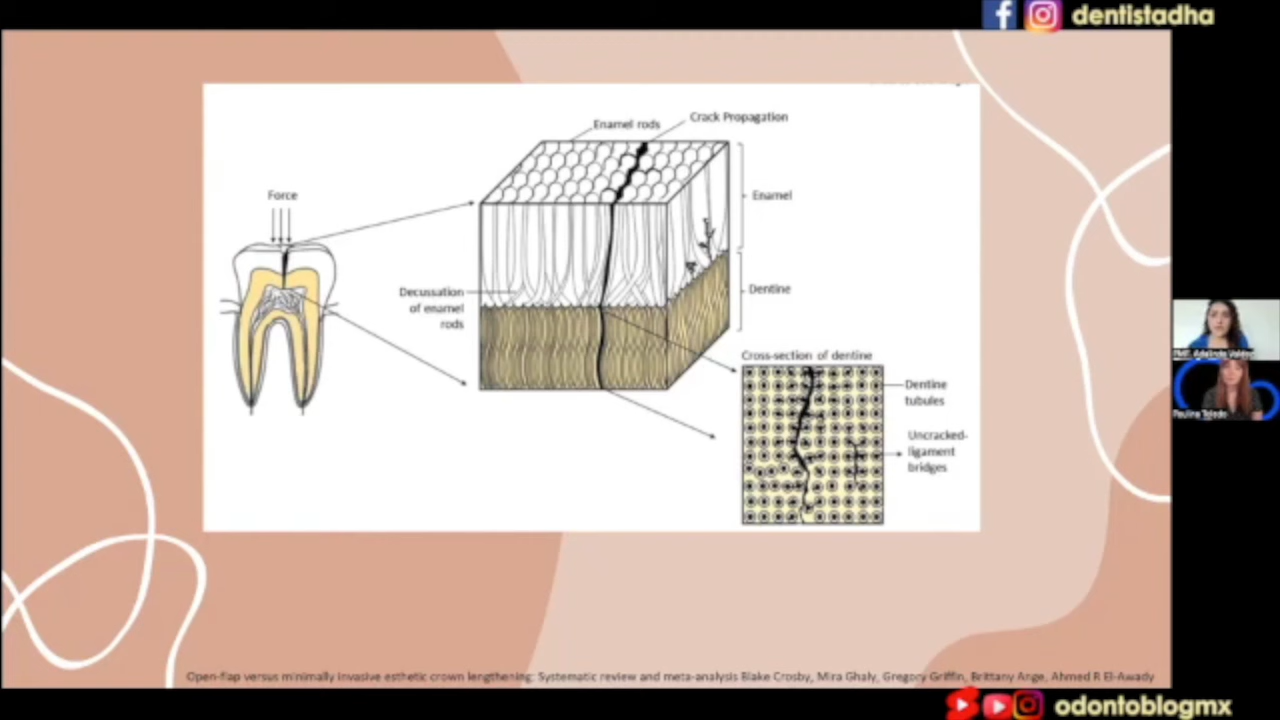 dentistadha
Crack Propagation
Enamel rods
Force
Enamel
Decussation
of enamel
rods
Dentine
Cross-section of dentine
Dentine
tubules
Uncracked-
ligament
bridges
Paulina Toledo
Open-flap versus minimally invasive esthetic crown lengthening: Systematic review and meta-analysis Blake Crosby, Mira Ghaly, Gregory Griffin, Brittany Ange, Ahmed R El-Awady
odontoblogmx